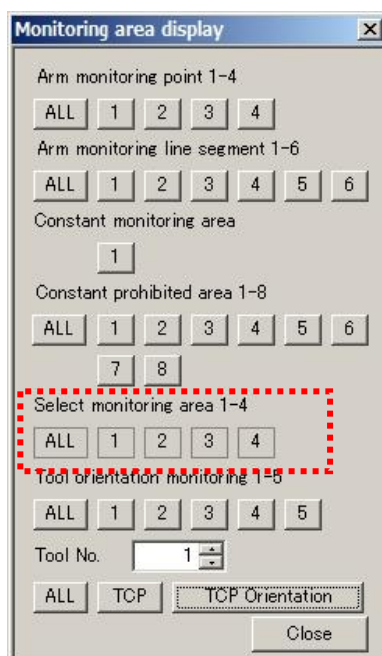 Monitoring area display
Arm monitoring point 1-4
ALL 1 2 3 4
Arm monitoring line segment 1-6
ALL 1 2 3 4 5 6
Constant monitoring area
1
Constant prohibited area 1-8
ALL 1 2 3 4 5 6
7 8
Select monitoring area 1-4
ALL 1 2 3 4
Tool orientation monitoring 1-5
ALL 1 2 3 4 5
Tool No. 1
ALL TCP TCP Orientation
Close